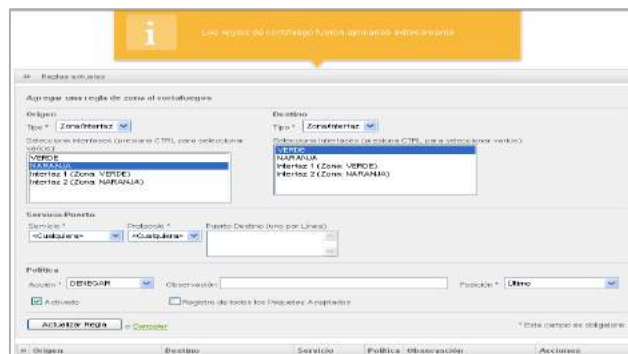 Las reglas de cortafuego fueron aplicadas exitosamente
Reglas actuales
Agregar una regla de zona al cortafuegos
Origen
Destino
Tipo * Zona/Interfaz
Tipo * Zona/Interfaz
Seleccione interfaces (presione CTRL para seleccionar varios)
Seleccione interfaces (presione CTRL para seleccionar varios)
VERDE
NARANJA
Interfaz 1 (Zona: VERDE)
Interfaz 2 (Zona: NARANJA)
VERDE
NARANJA
Interfaz 1 (Zona: VERDE)
Interfaz 2 (Zona: NARANJA)
Servicio/Puerto
Servicio *
Protocolo *
Puerto Destino (uno por Línea)
<Cualquiera>
<Cualquiera>
Política
Acción * DENEGAR
Observación
Posición * Último
Activado
Registro de todos los Paquetes Aceptados
Actualizar Regla
o Cancelar
* Este campo es obligatorio
# Origen Destino Servicio Política Observación Acciones